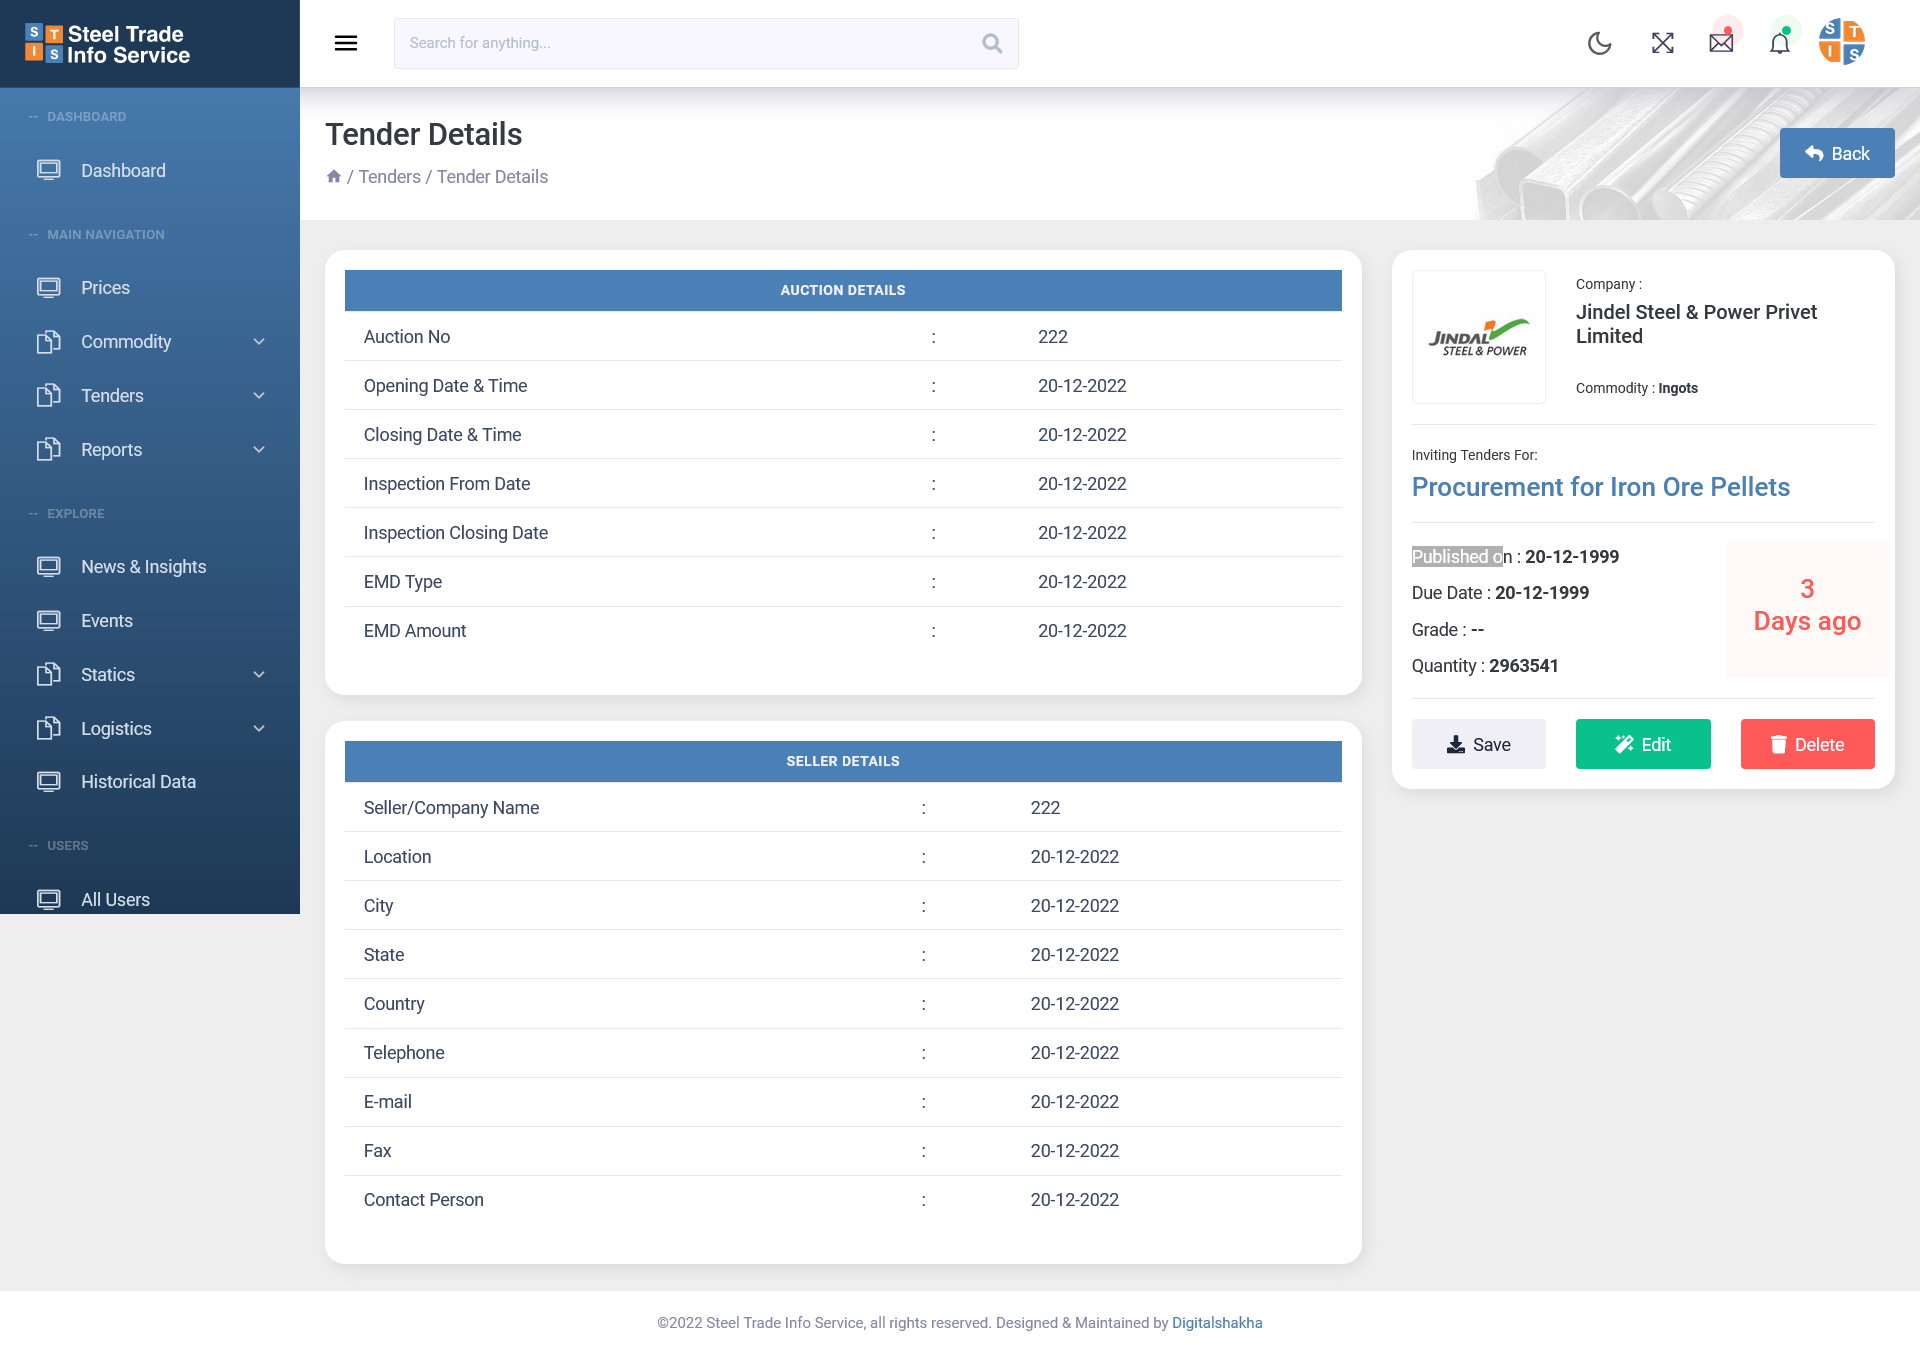 S T Steel Trade
I S Info Service
Search for anything...
S T
I S
-- DASHBOARD
Dashboard
-- MAIN NAVIGATION
Prices
Commodity
Tenders
Reports
-- EXPLORE
News & Insights
Events
Statics
Logistics
Historical Data
-- USERS
All Users
Tender Details
/ Tenders / Tender Details
Back
AUCTION DETAILS
Auction No : 222
Opening Date & Time : 20-12-2022
Closing Date & Time : 20-12-2022
Inspection From Date : 20-12-2022
Inspection Closing Date : 20-12-2022
EMD Type : 20-12-2022
EMD Amount : 20-12-2022
SELLER DETAILS
Seller/Company Name : 222
Location : 20-12-2022
City : 20-12-2022
State : 20-12-2022
Country : 20-12-2022
Telephone : 20-12-2022
E-mail : 20-12-2022
Fax : 20-12-2022
Contact Person : 20-12-2022
JINDAL
STEEL & POWER
Company :
Jindel Steel & Power Privet
Limited
Commodity : Ingots
Inviting Tenders For:
Procurement for Iron Ore Pellets
Published on : 20-12-1999
Due Date : 20-12-1999
Grade : --
Quantity : 2963541
3
Days ago
Save
Edit
Delete
©2022 Steel Trade Info Service, all rights reserved. Designed & Maintained by Digitalshakha